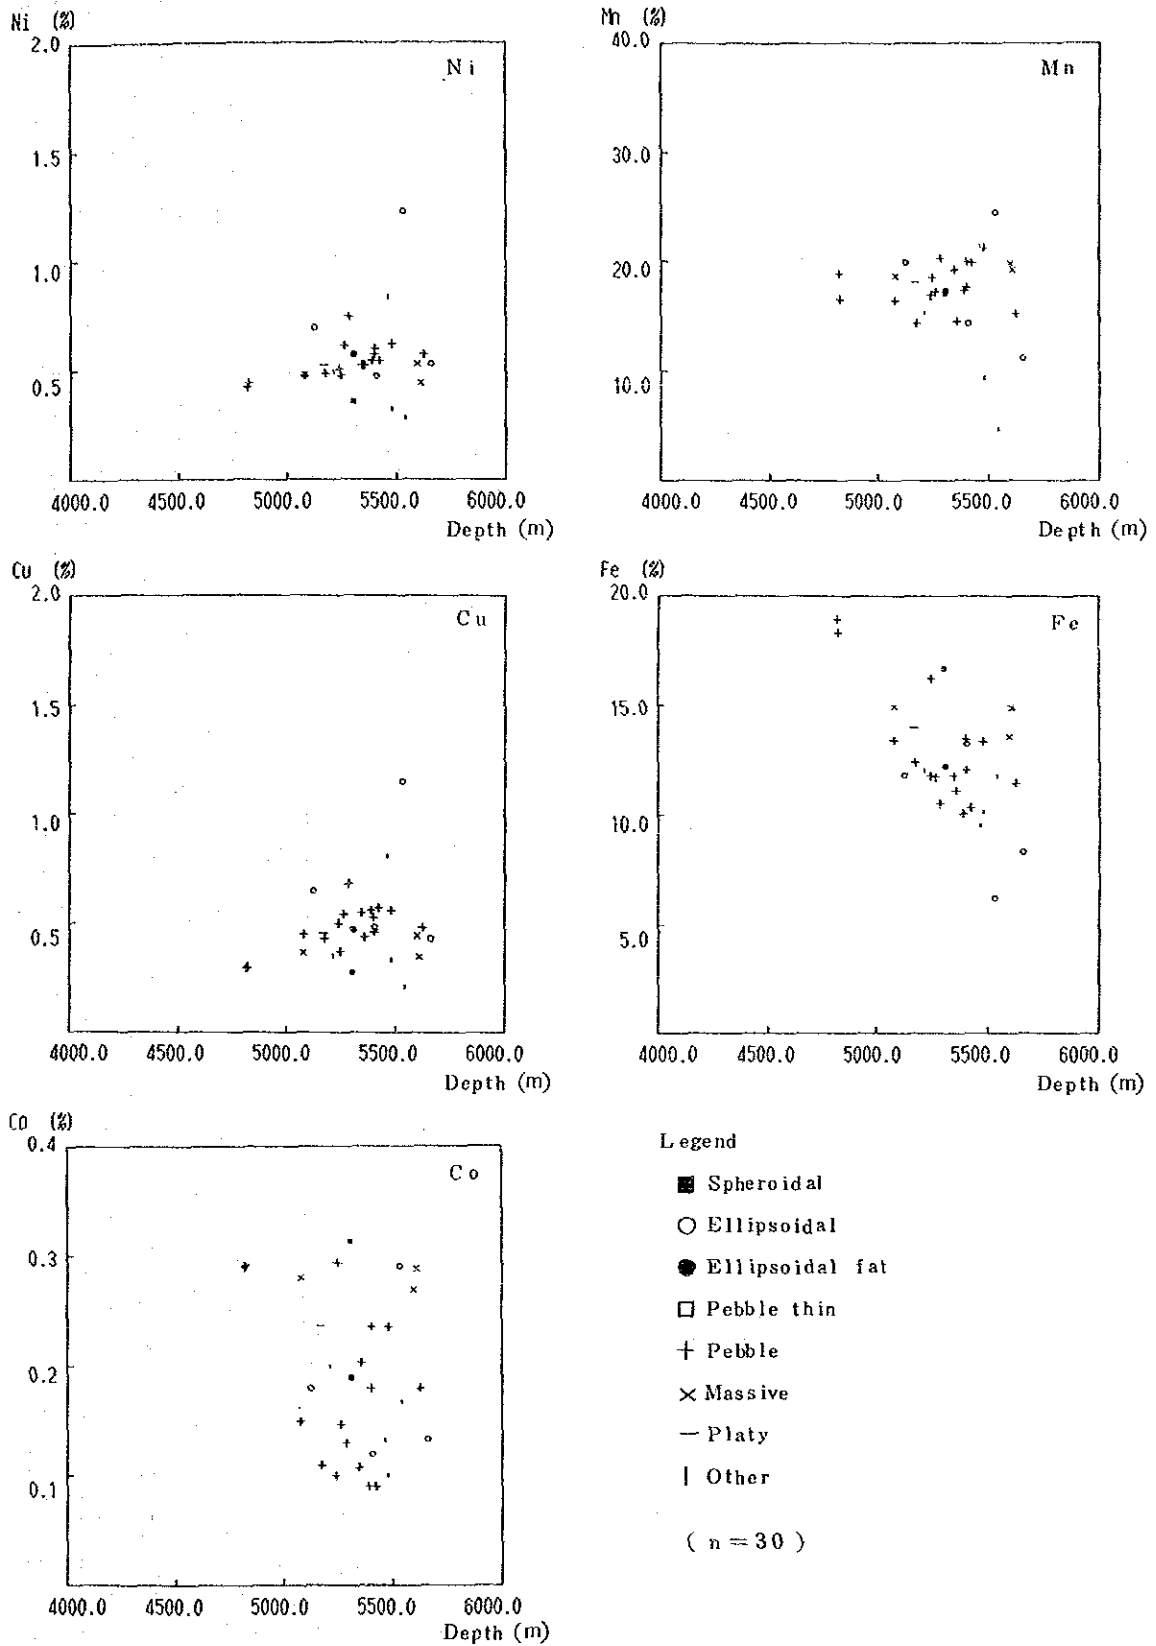 Ni (%)
2.0
Ni
1.5
1.0
0.5
4000.0 4500.0 5000.0 5500.0 6000.0
Depth (m)
Mn (%)
40.0
Mn
30.0
20.0
10.0
4000.0 4500.0 5000.0 5500.0 6000.0
Depth (m)
Cu (%)
2.0
Cu
1.5
1.0
0.5
4000.0 4500.0 5000.0 5500.0 6000.0
Depth (m)
Fe (%)
20.0
Fe
15.0
10.0
5.0
4000.0 4500.0 5000.0 5500.0 6000.0
Depth (m)
Co (%)
0.4
Co
0.3
0.2
0.1
4000.0 4500.0 5000.0 5500.0 6000.0
Depth (m)
Legend
Spheroidal
Ellipsoidal
Ellipsoidal fat
Pebble thin
Pebble
Massive
Platy
Other
( n = 30 )